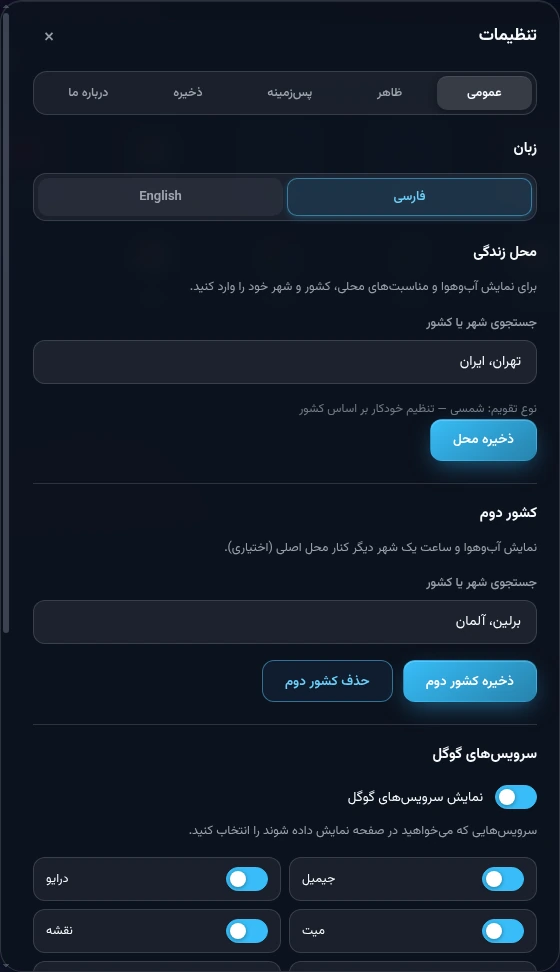 تنظیمات
×
عمومی ظاهر پس‌زمینه ذخیره درباره ما
زبان
فارسی English
محل زندگی
برای نمایش آب‌وهوا و مناسبت‌های محلی، کشور و شهر خود را وارد کنید.
جستجوی شهر یا کشور
تهران، ایران
نوع تقویم: شمسی — تنظیم خودکار بر اساس کشور
ذخیره محل
کشور دوم
نمایش آب‌وهوا و ساعت یک شهر دیگر کنار محل اصلی (اختیاری).
جستجوی شهر یا کشور
برلین، آلمان
ذخیره کشور دوم حذف کشور دوم
سرویس‌های گوگل
نمایش سرویس‌های گوگل
سرویس‌هایی که می‌خواهید در صفحه نمایش داده شوند را انتخاب کنید.
جیمیل درایو
میت نقشه